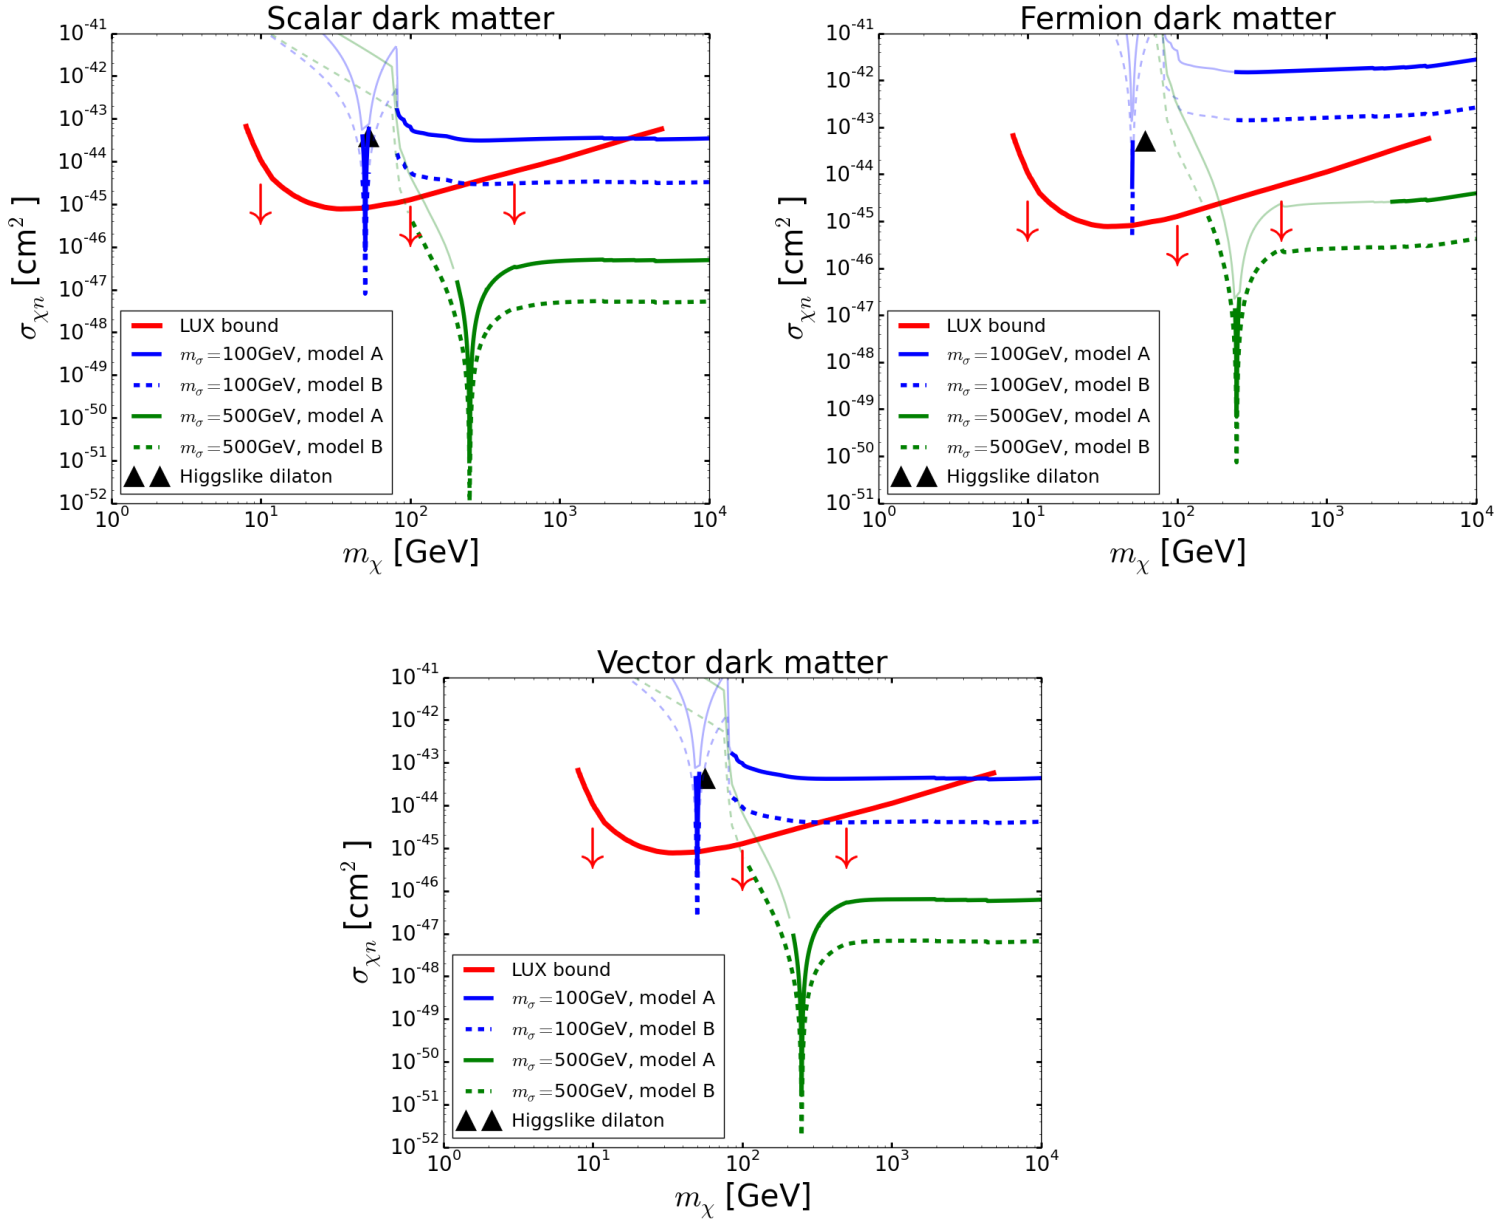 Scalar dark matter
10^-41
10^-42
10^-43
10^-44
10^-45
10^-46
10^-47
10^-48
10^-49
10^-50
10^-51
10^-52
σ_χn [cm^2 ]
LUX bound
m_σ=100GeV, model A
m_σ=100GeV, model B
m_σ=500GeV, model A
m_σ=500GeV, model B
Higgslike dilaton
10^0 10^1 10^2 10^3 10^4
m_χ [GeV]
Fermion dark matter
10^-41
10^-42
10^-43
10^-44
10^-45
10^-46
10^-47
10^-48
10^-49
10^-50
10^-51
σ_χn [cm^2 ]
LUX bound
m_σ=100GeV, model A
m_σ=100GeV, model B
m_σ=500GeV, model A
m_σ=500GeV, model B
Higgslike dilaton
10^0 10^1 10^2 10^3 10^4
m_χ [GeV]
Vector dark matter
10^-41
10^-42
10^-43
10^-44
10^-45
10^-46
10^-47
10^-48
10^-49
10^-50
10^-51
10^-52
σ_χn [cm^2 ]
LUX bound
m_σ=100GeV, model A
m_σ=100GeV, model B
m_σ=500GeV, model A
m_σ=500GeV, model B
Higgslike dilaton
10^0 10^1 10^2 10^3 10^4
m_χ [GeV]